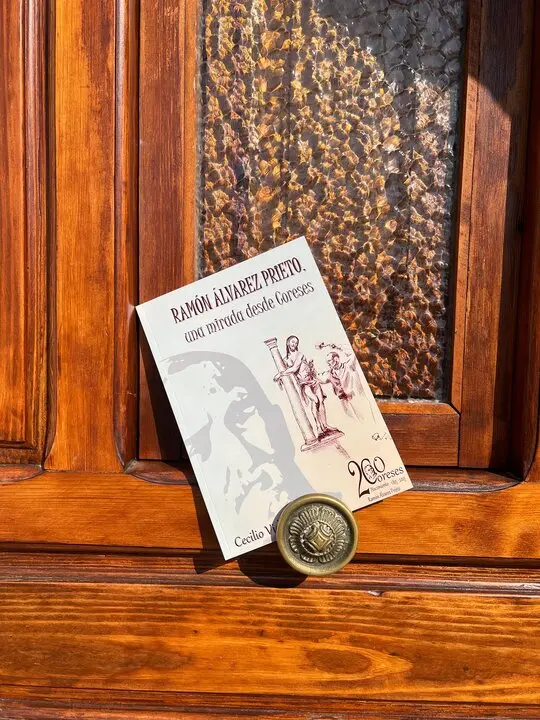 RAMÓN ÁLVAREZ PRIETO,
una mirada desde Coreses
200
Coreses
Cecilio